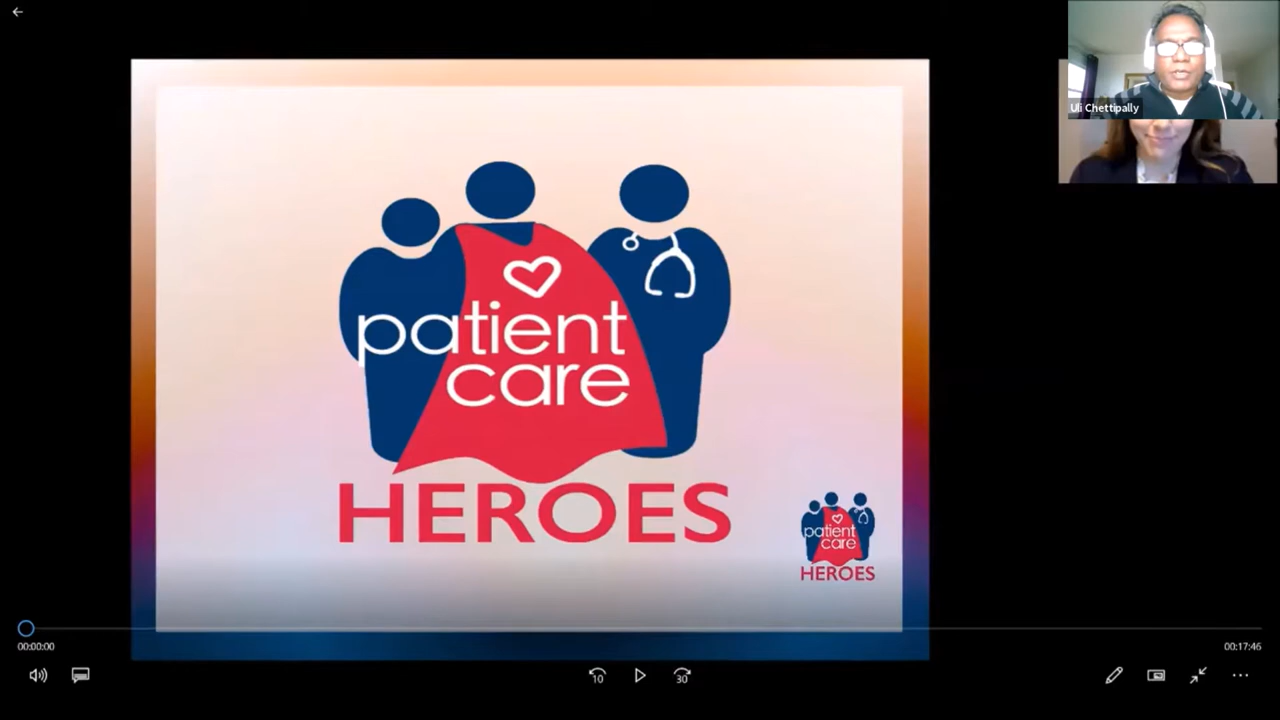 Uli Chettipally
patient
care
HEROES
patient
care
HEROES
00:00:00
00:17:46
10
30